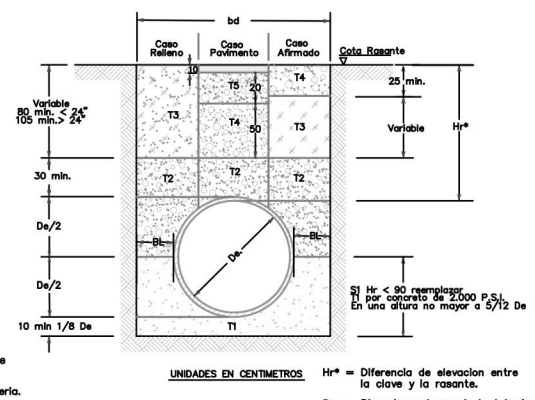 bd
Caso
Relleno
Caso
Pavimento
Caso
Afirmado
Cota Rasante
10
T5
20
T4
25 min.
Variable
80 min. < 24"
105 min.> 24"
T3
T4
50
T3
Variable
Hr*
30 min.
T2
T2
T2
De/2
BL
BL
De.
De/2
S1 Hr < 90 reemplazar
T1 por concreto de 2.000 P.S.I.
En una altura no mayor a 5/12 De
10 min 1/8 De
T1
UNIDADES EN CENTIMETROS
Hr* = Diferencia de elevacion entre
la clave y la rasante.